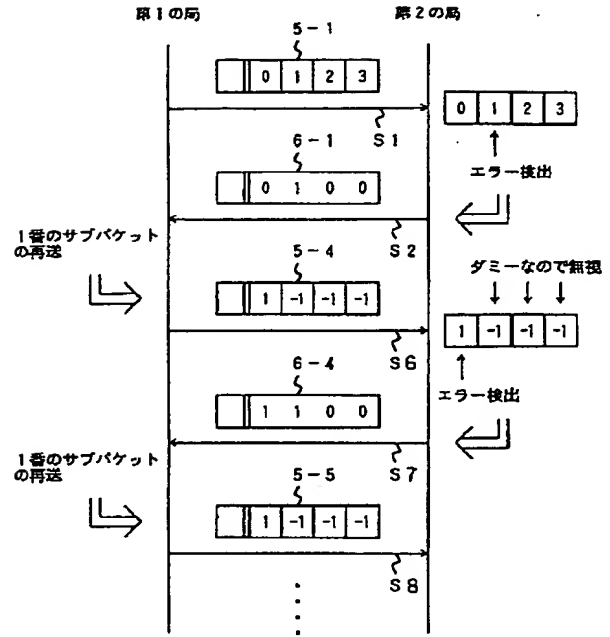 第1の局
第2の局
5-1
0 1 2 3
S1
0 1 2 3
エラー検出
6-1
0 1 0 0
S2
1番のサブパケット
の再送
5-4
1 -1 -1 -1
S6
ダミーなので無視
1 -1 -1 -1
エラー検出
6-4
1 1 0 0
S7
1番のサブパケット
の再送
5-5
1 -1 -1 -1
S8